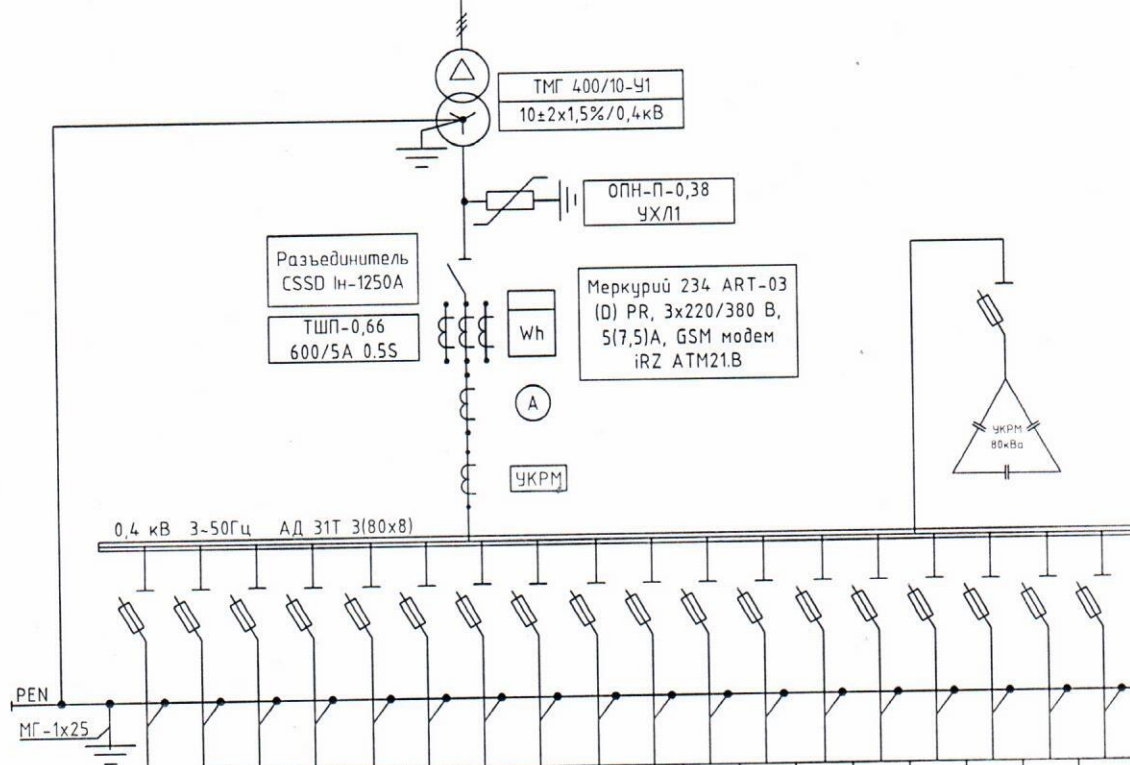 ТМГ 400/10-У1
10±2х1,5%/0,4кВ
ОПН-П-0,38
УХЛ1
Разъединитель
CSSD Iн-1250А
ТШП-0,66
600/5А 0.5S
Wh
Меркурий 234 ART-03
(D) PR, 3х220/380 В,
5(7,5)А, GSM модем
iRZ ATM21.B
А
УКРМ
УКРМ
80кВа
0,4 кВ 3~50Гц АД 31Т 3(80х8)
PEN
МГ-1х25